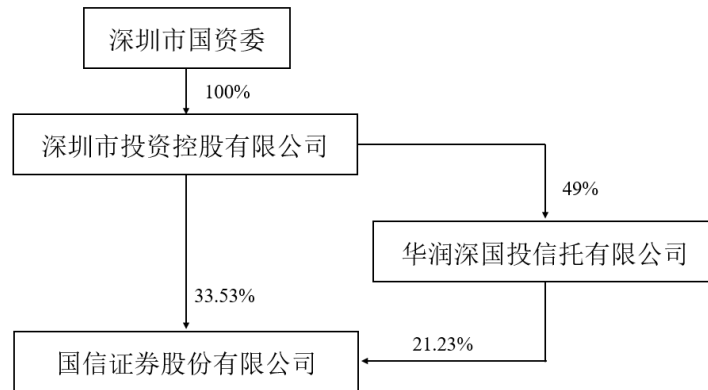 深圳市国资委
100%
深圳市投资控股有限公司
49%
华润深国投信托有限公司
33.53%
21.23%
国信证券股份有限公司